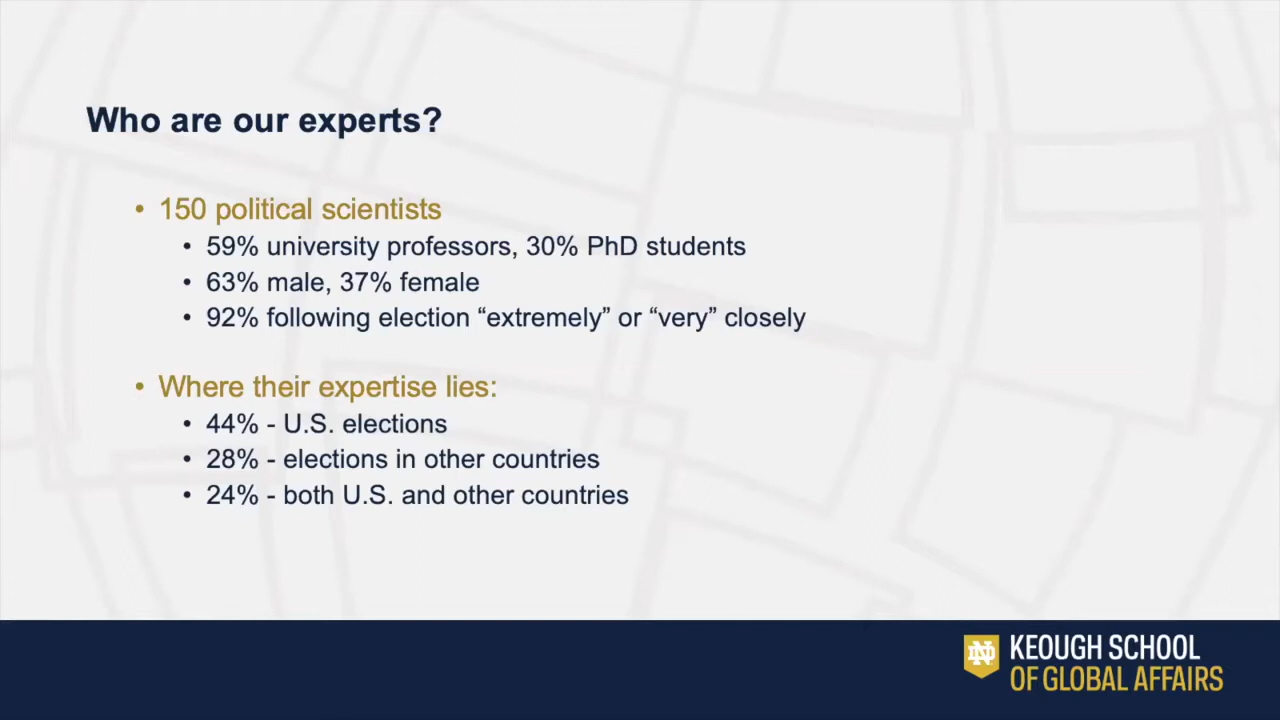 Who are our experts?
• 150 political scientists
• 59% university professors, 30% PhD students
• 63% male, 37% female
• 92% following election “extremely” or “very” closely
• Where their expertise lies:
• 44% - U.S. elections
• 28% - elections in other countries
• 24% - both U.S. and other countries
ND
KEOUGH SCHOOL
OF GLOBAL AFFAIRS